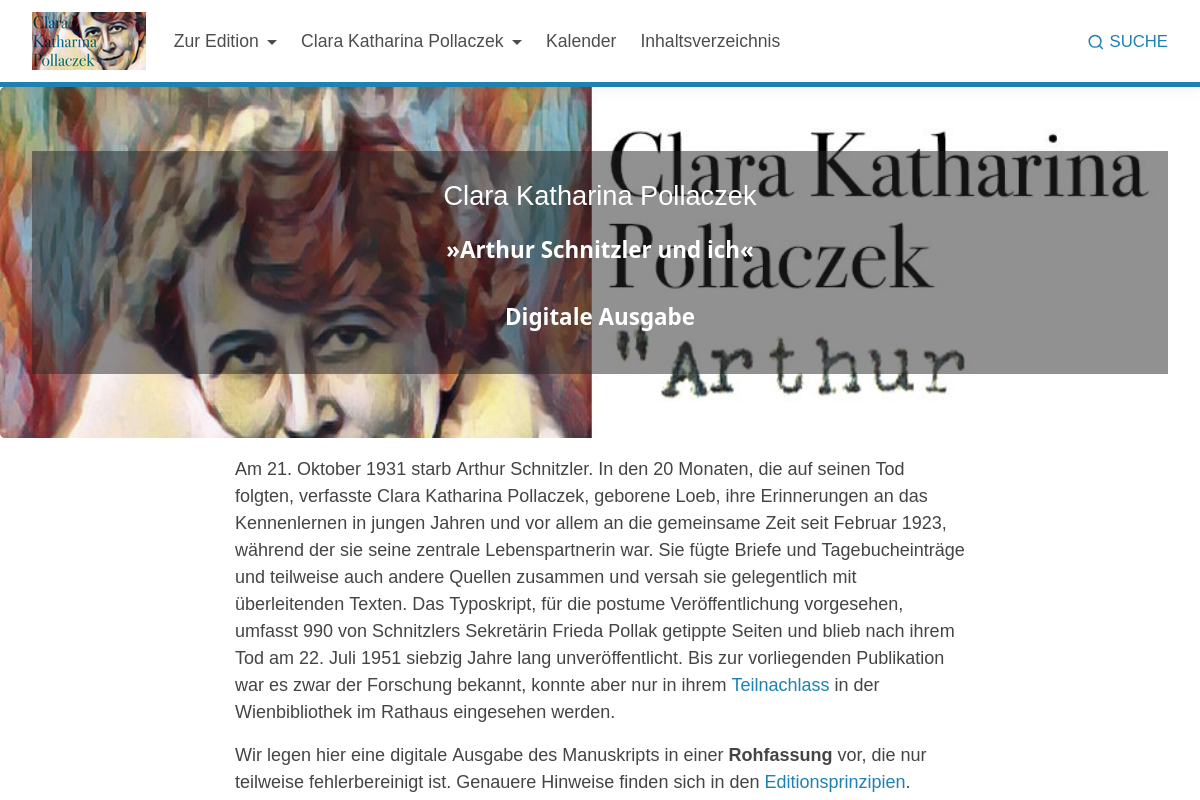 Clara
Katharina
Pollaczek
Zur Edition
Clara Katharina Pollaczek
Kalender
Inhaltsverzeichnis
SUCHE
Clara Katharina
Pollaczek
"Arthur
Clara Katharina Pollaczek
»Arthur Schnitzler und ich«
Digitale Ausgabe
Am 21. Oktober 1931 starb Arthur Schnitzler. In den 20 Monaten, die auf seinen Tod
folgten, verfasste Clara Katharina Pollaczek, geborene Loeb, ihre Erinnerungen an das
Kennenlernen in jungen Jahren und vor allem an die gemeinsame Zeit seit Februar 1923,
während der sie seine zentrale Lebenspartnerin war. Sie fügte Briefe und Tagebucheinträge
und teilweise auch andere Quellen zusammen und versah sie gelegentlich mit
überleitenden Texten. Das Typoskript, für die postume Veröffentlichung vorgesehen,
umfasst 990 von Schnitzlers Sekretärin Frieda Pollak getippte Seiten und blieb nach ihrem
Tod am 22. Juli 1951 siebzig Jahre lang unveröffentlicht. Bis zur vorliegenden Publikation
war es zwar der Forschung bekannt, konnte aber nur in ihrem Teilnachlass in der
Wienbibliothek im Rathaus eingesehen werden.
Wir legen hier eine digitale Ausgabe des Manuskripts in einer Rohfassung vor, die nur
teilweise fehlerbereinigt ist. Genauere Hinweise finden sich in den Editionsprinzipien.